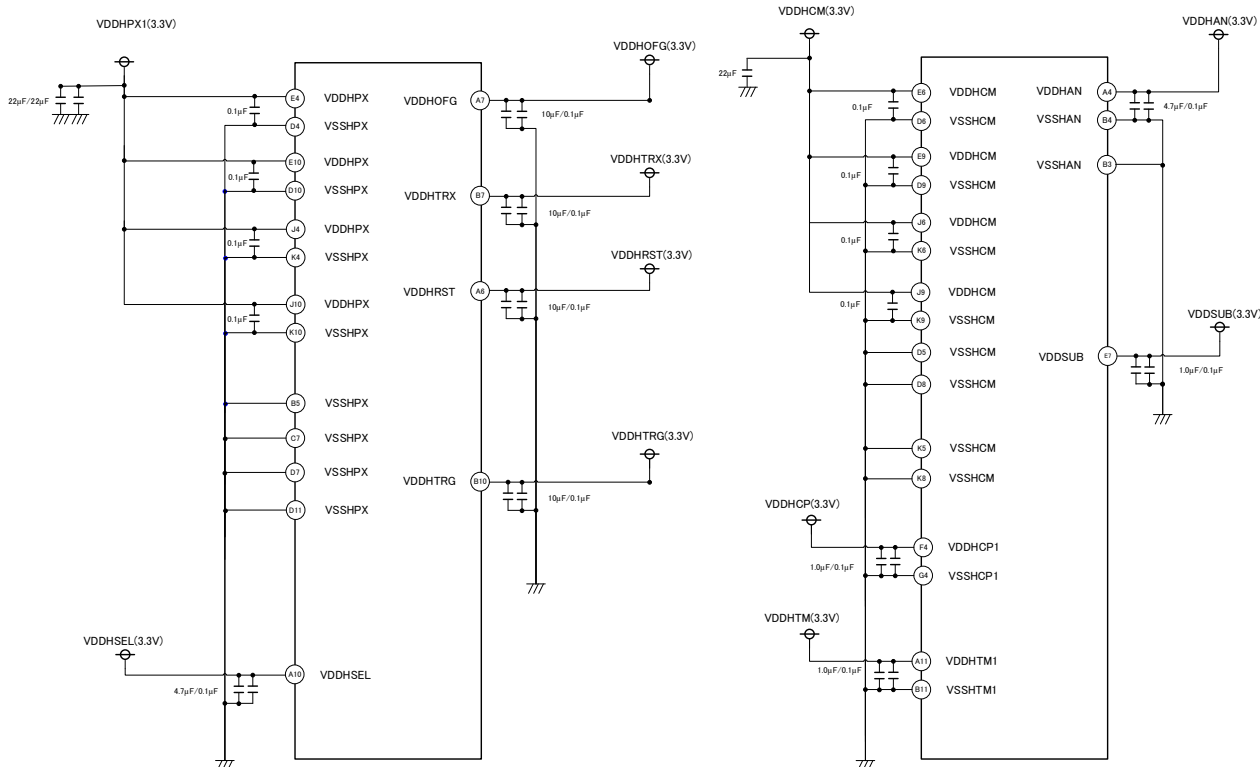 VDDHPX1(3.3V)
22μF/22μF
E4 VDDHPX
0.1μF
D4 VSSHPX
E10 VDDHPX
0.1μF
D10 VSSHPX
J4 VDDHPX
0.1μF
K4 VSSHPX
J10 VDDHPX
0.1μF
K10 VSSHPX
B5 VSSHPX
C7 VSSHPX
D7 VSSHPX
D11 VSSHPX
VDDHSEL(3.3V)
A10 VDDHSEL
4.7μF/0.1μF
VDDHOFG(3.3V)
VDDHOFG A7
10μF/0.1μF
VDDHTRX(3.3V)
VDDHTRX B7
10μF/0.1μF
VDDHRST(3.3V)
VDDHRST A6
10μF/0.1μF
VDDHTRG(3.3V)
VDDHTRG B10
10μF/0.1μF
VDDHCM(3.3V)
22μF
E6 VDDHCM
0.1μF
D6 VSSHCM
E9 VDDHCM
0.1μF
D9 VSSHCM
J6 VDDHCM
0.1μF
K6 VSSHCM
J9 VDDHCM
0.1μF
K9 VSSHCM
D5 VSSHCM
D8 VSSHCM
K5 VSSHCM
K8 VSSHCM
VDDHCP(3.3V)
F4 VDDHCP1
1.0μF/0.1μF
G4 VSSHCP1
VDDHTM(3.3V)
A11 VDDHTM1
1.0μF/0.1μF
B11 VSSHTM1
VDDHAN(3.3V)
VDDHAN A4
4.7μF/0.1μF
VSSHAN B4
VSSHAN B3
VDDSUB(3.3V)
VDDSUB E7
1.0μF/0.1μF